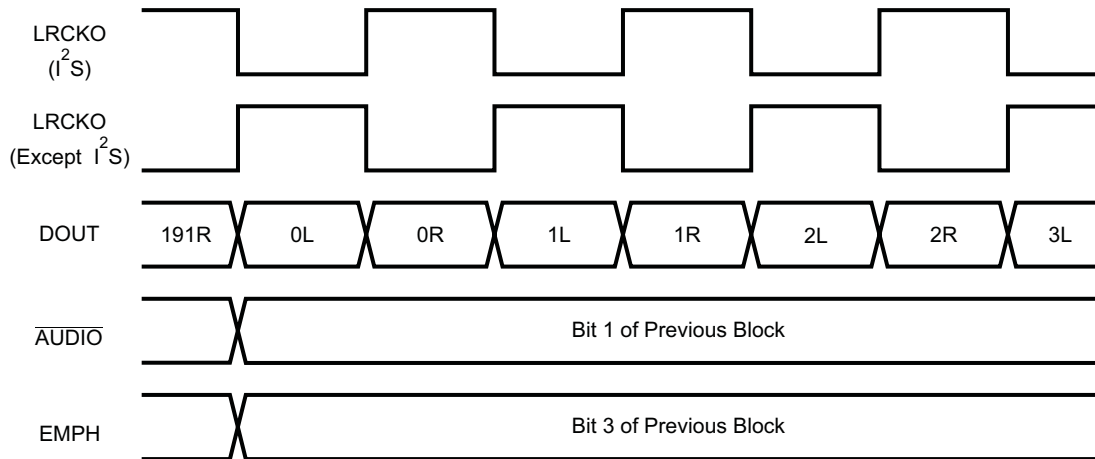 LRCKO
(I²S)
LRCKO
(Except I²S)
DOUT
191R 0L 0R 1L 1R 2L 2R 3L
AUDIO
Bit 1 of Previous Block
EMPH
Bit 3 of Previous Block